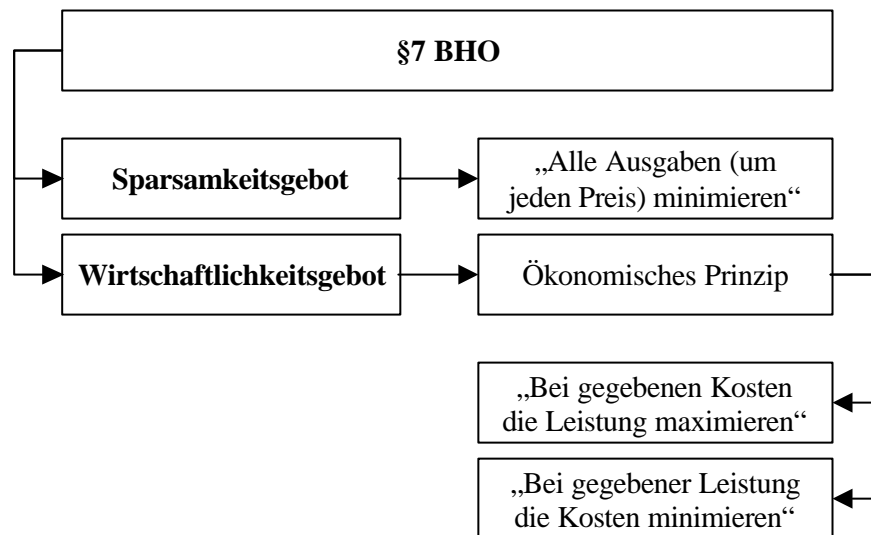 §7 BHO
Sparsamkeitsgebot
„Alle Ausgaben (um
jeden Preis) minimieren“
Wirtschaftlichkeitsgebot
Ökonomisches Prinzip
„Bei gegebenen Kosten
die Leistung maximieren“
„Bei gegebener Leistung
die Kosten minimieren“